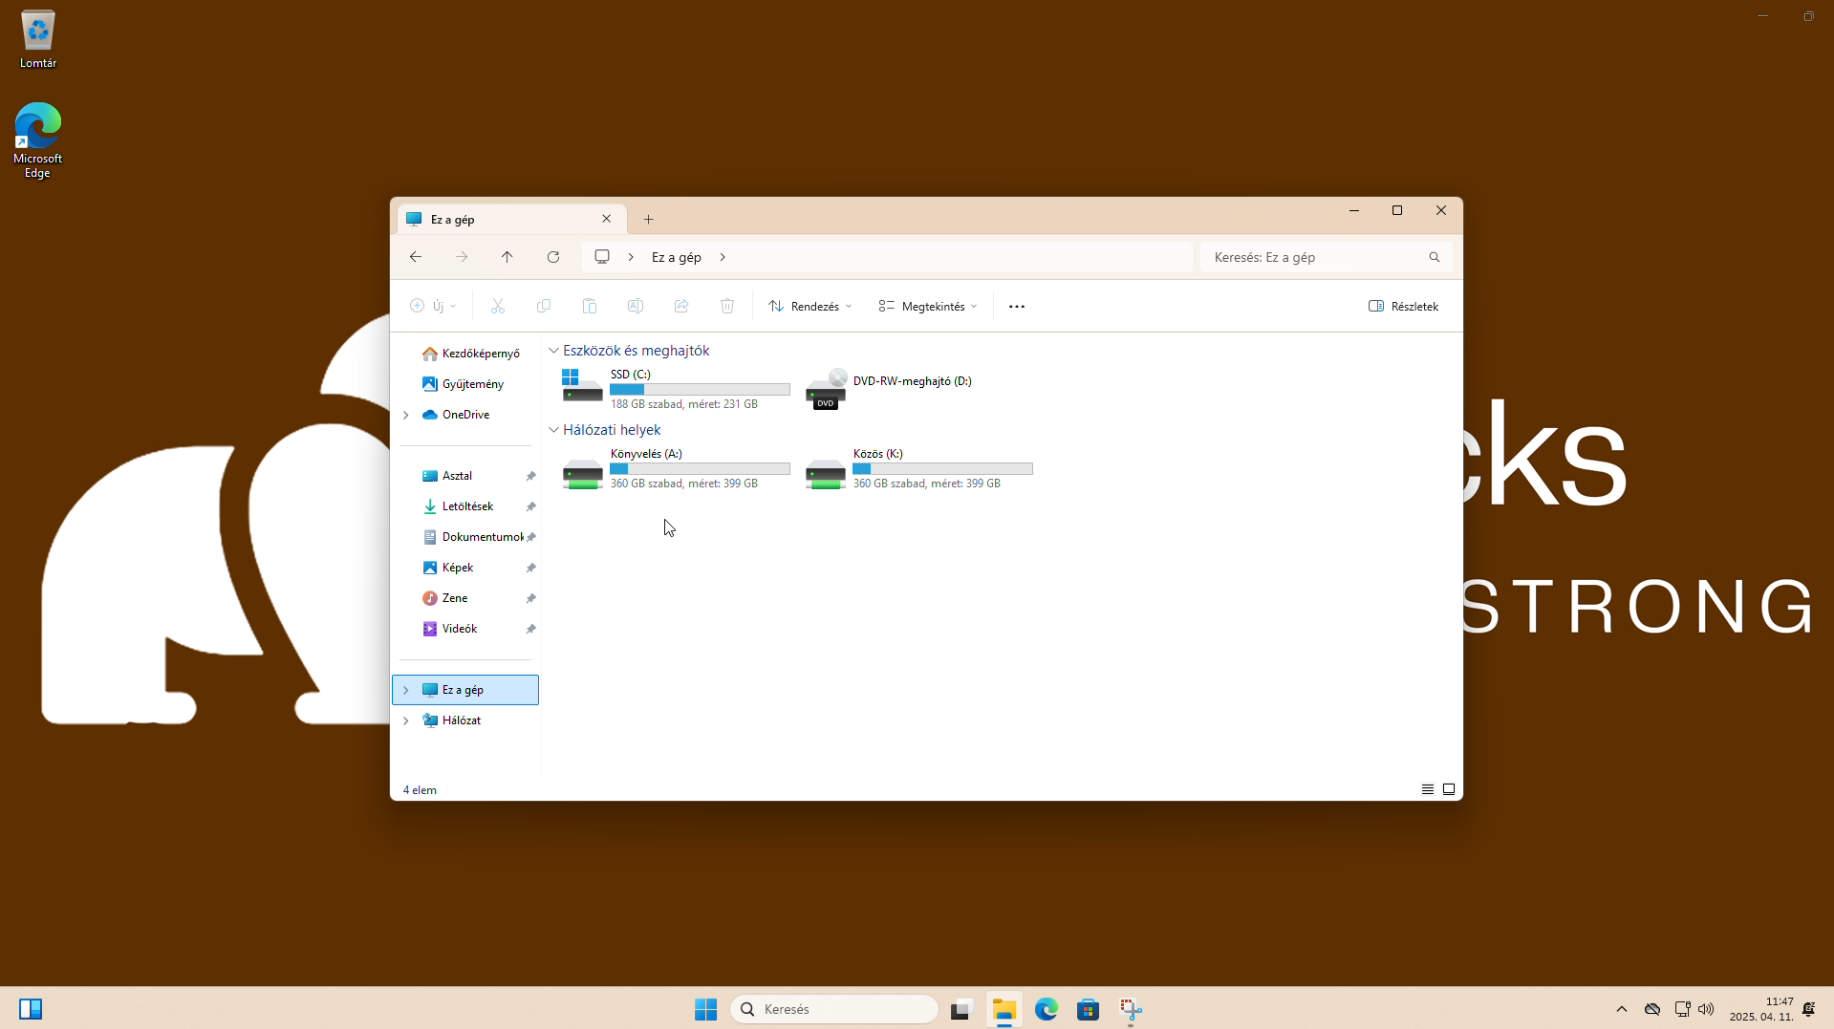 Lomtár
Microsoft
Edge
Ez a gép
Ez a gép
Keresés: Ez a gép
Új
Rendezés
Megtekintés
Részletek
Kezdőképernyő
Gyűjtemény
OneDrive
Asztal
Letöltések
Dokumentumok
Képek
Zene
Videók
Ez a gép
Hálózat
Eszközök és meghajtók
SSD (C:)
188 GB szabad, méret: 231 GB
DVD-RW-meghajtó (D:)
DVD
Hálózati helyek
Könyvelés (A:)
360 GB szabad, méret: 399 GB
Közös (K:)
360 GB szabad, méret: 399 GB
4 elem
cks
STRONG
Keresés
11:47
2025. 04. 11.